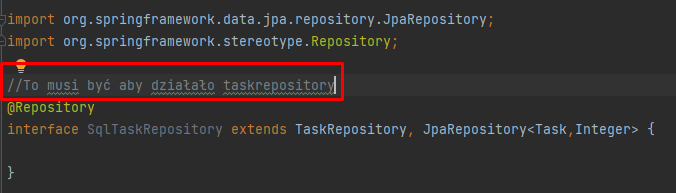 import org.springframework.data.jpa.repository.JpaRepository;
import org.springframework.stereotype.Repository;
//To musi być aby działało taskrepository
@Repository
interface SqlTaskRepository extends TaskRepository, JpaRepository<Task,Integer> {
}